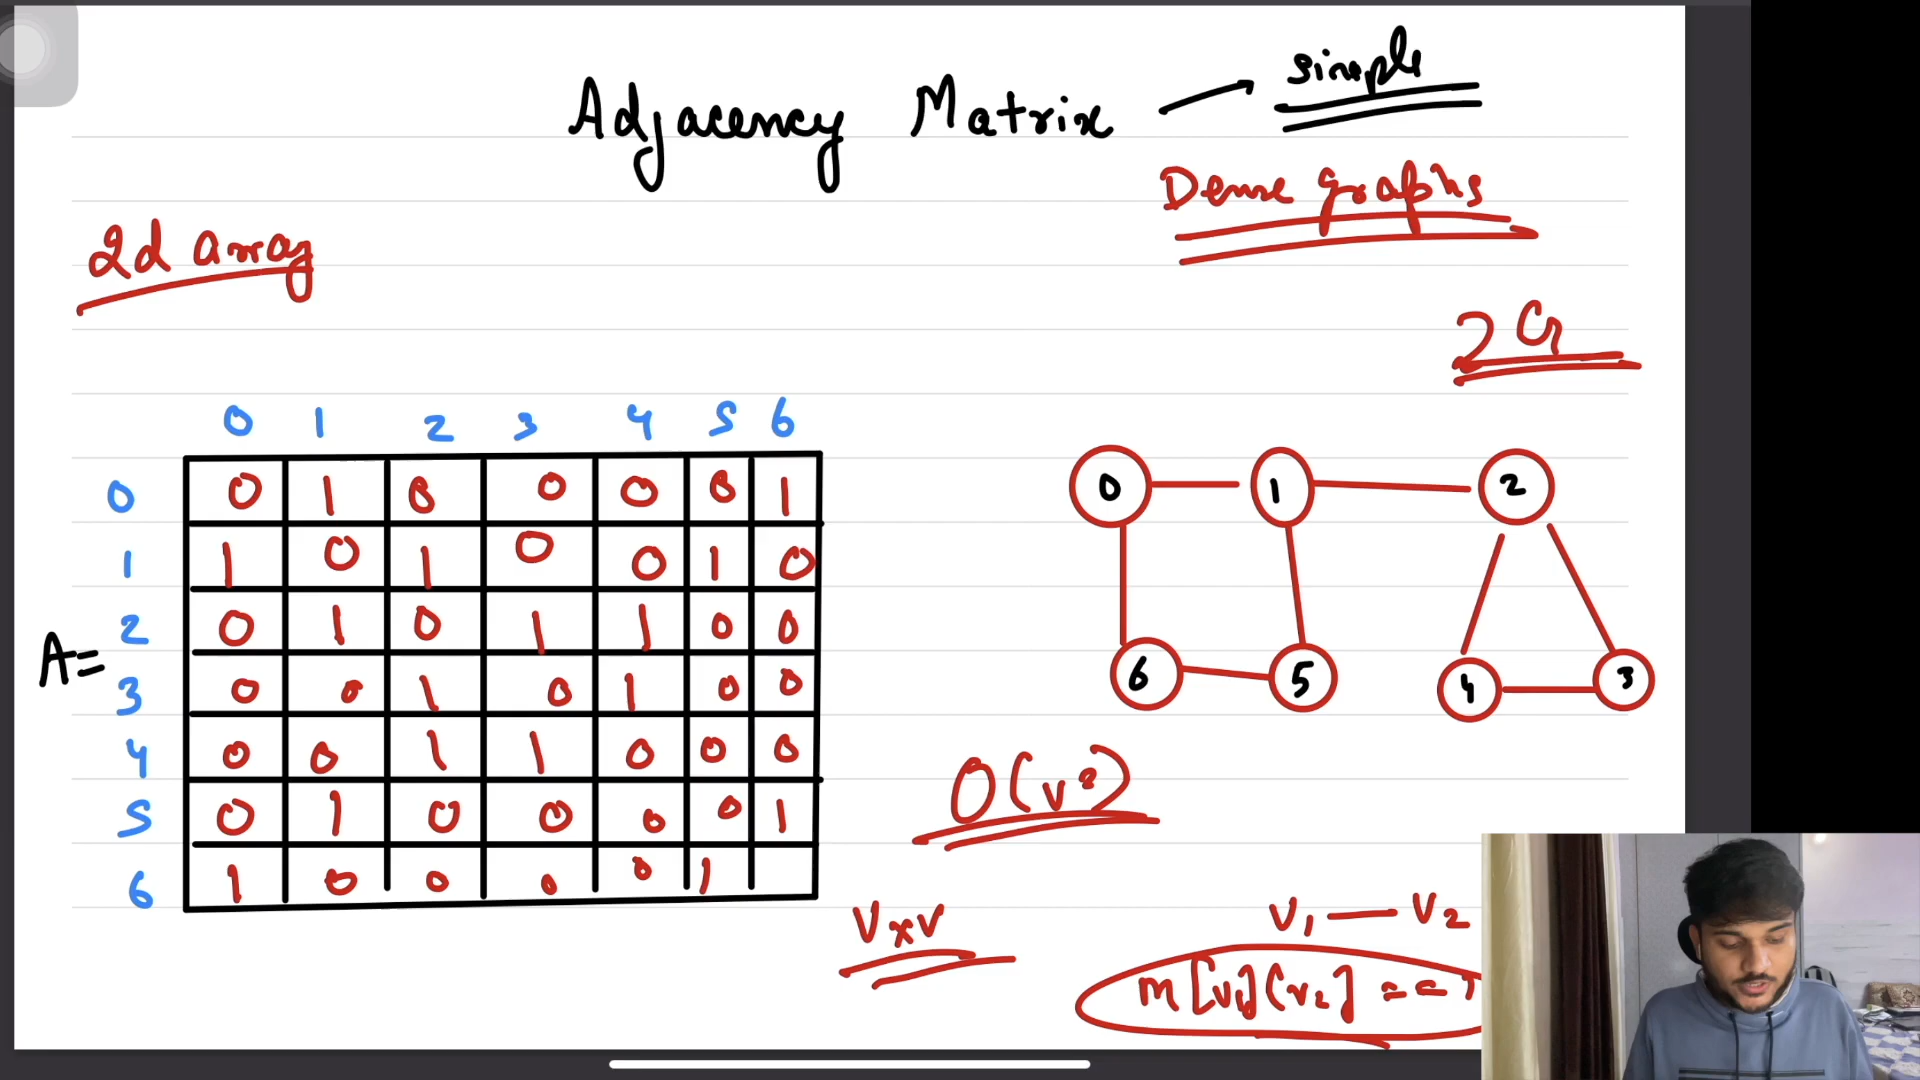 Adjacency Matrix → simple
Dense graphs
2d array
0 1 2 3 4 5 6
0 0 1 0 0 0 0 1
1 1 0 1 0 0 1 0
A= 2 0 1 0 1 1 0 0
3 0 0 1 0 1 0 0
4 0 0 1 1 0 0 0
5 0 1 0 0 0 0 1
6 1 0 0 0 0 1
0 1 2
6 5 4 3
O(v²)
V×V
V₁ — V₂
m[v₁][v₂] ==